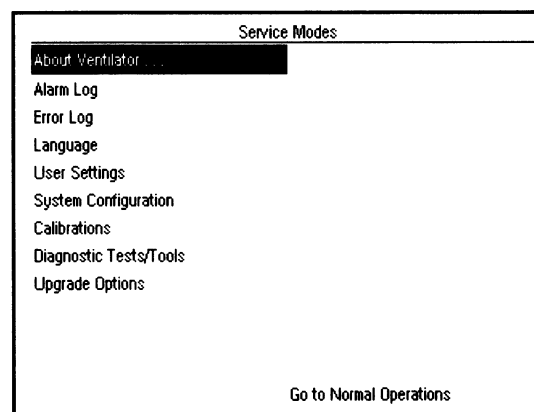 Service Modes
About Ventilator . . .
Alarm Log
Error Log
Language
User Settings
System Configuration
Calibrations
Diagnostic Tests/Tools
Upgrade Options
Go to Normal Operations